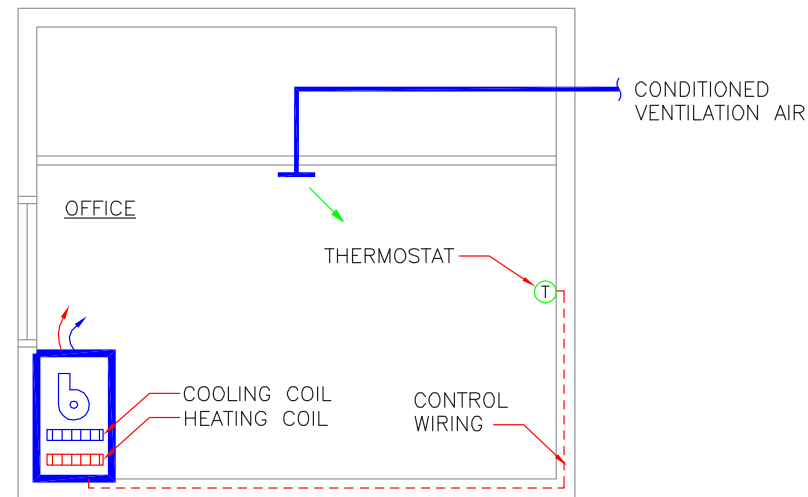 CONDITIONED
VENTILATION AIR
OFFICE
THERMOSTAT
T
COOLING COIL
HEATING COIL
CONTROL
WIRING